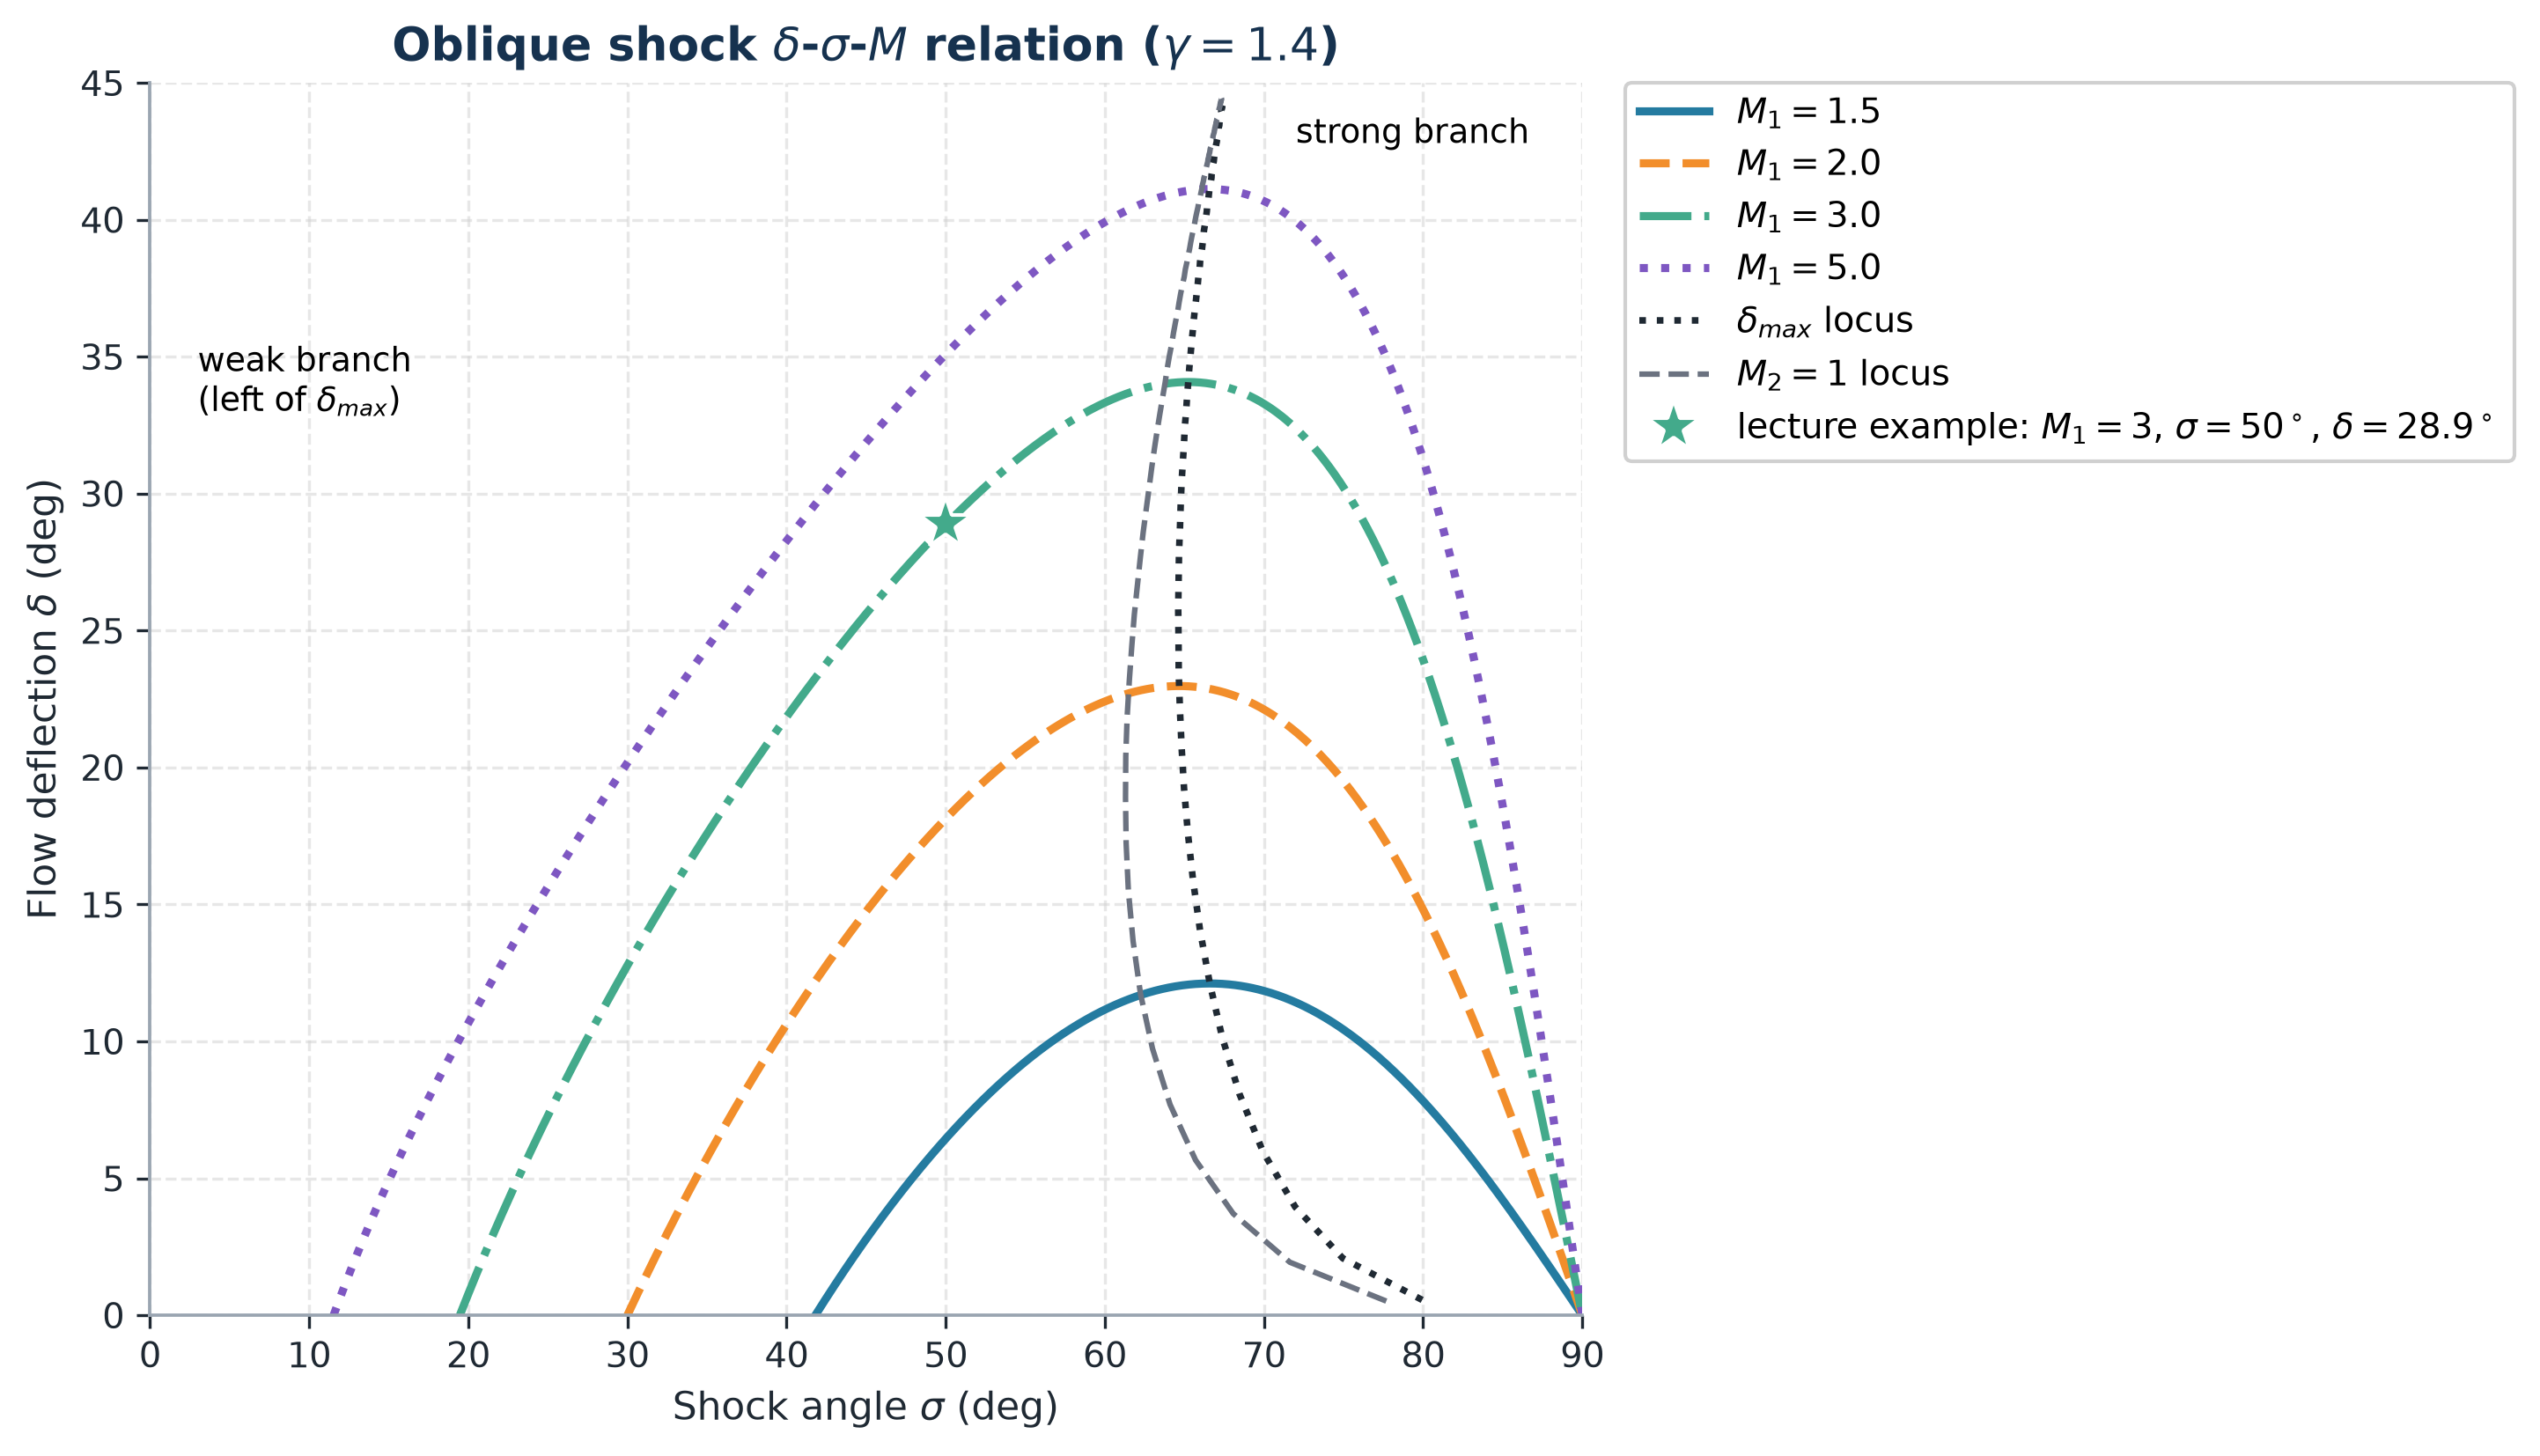 Oblique shock δ-σ-M relation (γ = 1.4)
45
40
35
30
25
20
15
10
5
0
Flow deflection δ (deg)
strong branch
weak branch
(left of δmax)
0 10 20 30 40 50 60 70 80 90
Shock angle σ (deg)
M1 = 1.5
M1 = 2.0
M1 = 3.0
M1 = 5.0
δmax locus
M2 = 1 locus
lecture example: M1 = 3, σ = 50°, δ = 28.9°